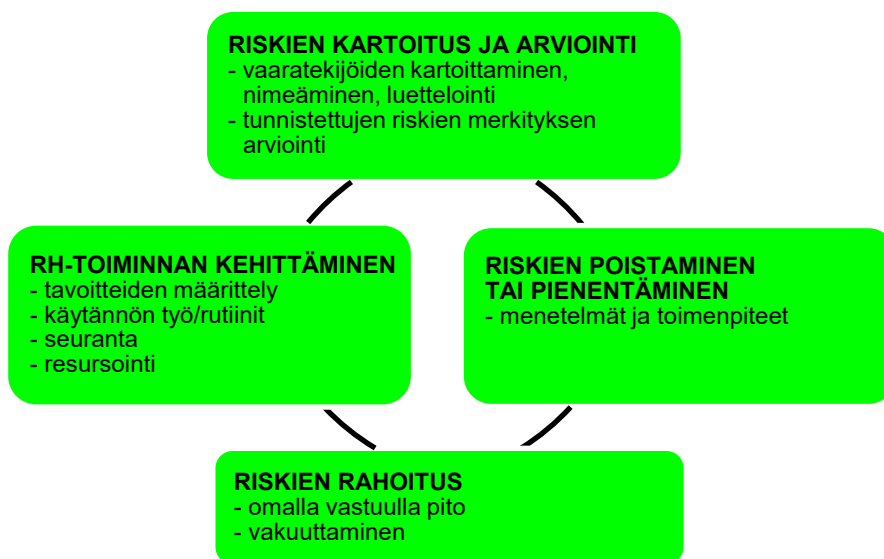 RISKIEN KARTOITUS JA ARVIOINTI
- vaaratekijöiden kartoittaminen,
nimeäminen, luettelointi
- tunnistettujen riskien merkityksen
arviointi
RH-TOIMINNAN KEHITTÄMINEN
- tavoitteiden määrittely
- käytännön työ/rutiinit
- seuranta
- resursointi
RISKIEN POISTAMINEN
TAI PIENENTÄMINEN
- menetelmät ja toimenpiteet
RISKIEN RAHOITUS
- omalla vastuulla pito
- vakuuttaminen